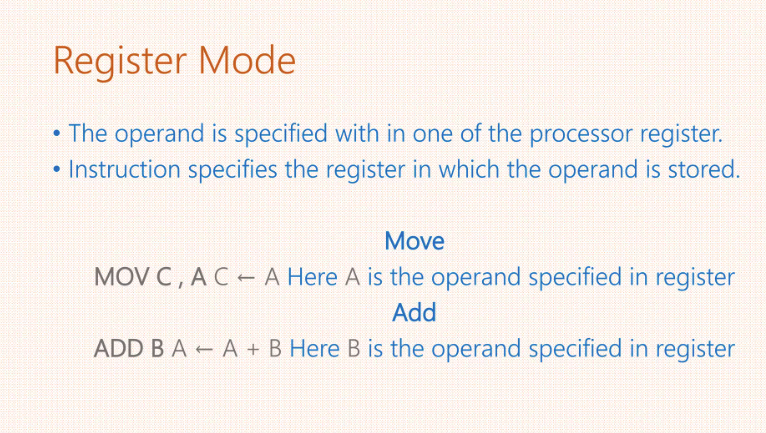 Register Mode
• The operand is specified with in one of the processor register.
• Instruction specifies the register in which the operand is stored.
Move
MOV C , A C ← A Here A is the operand specified in register
Add
ADD B A ← A + B Here B is the operand specified in register